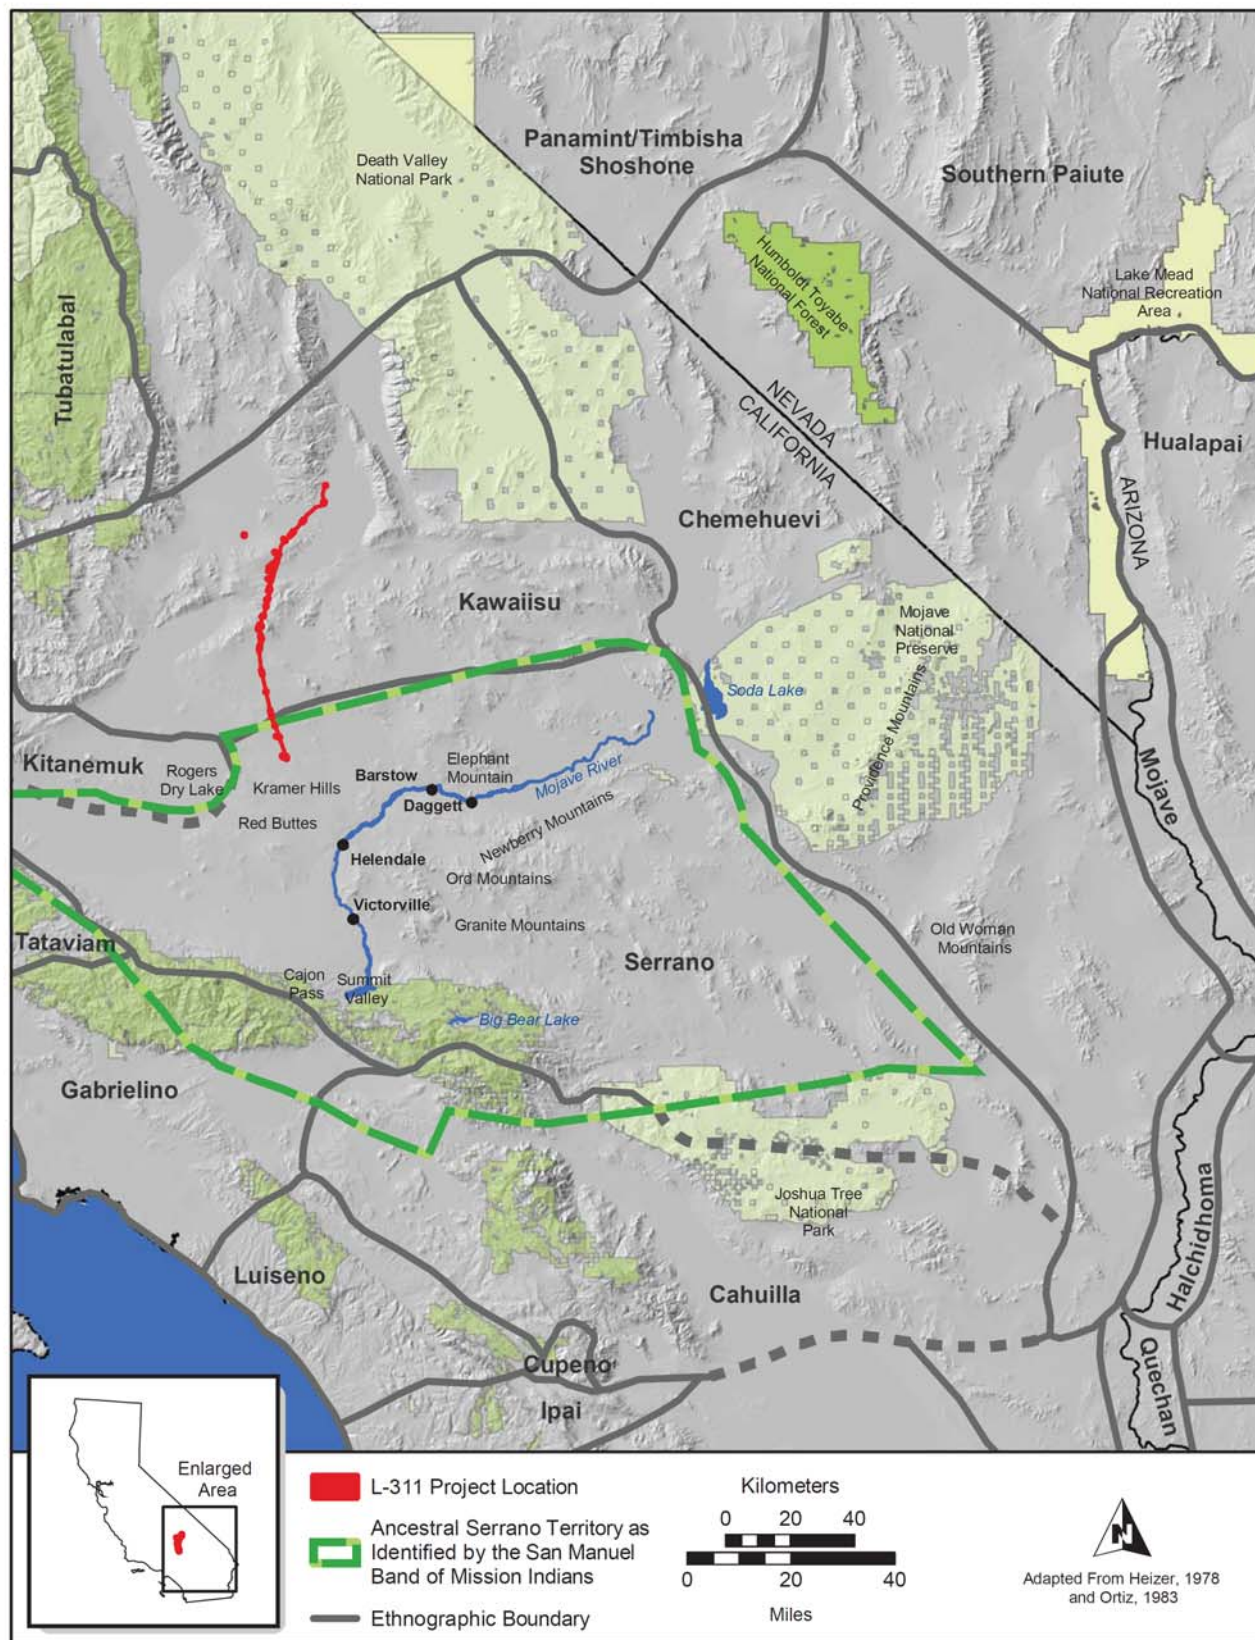 Panamint/Timbisha
Shoshone
Death Valley
National Park
Southern Paiute
Humboldt Toyabe
National Forest
Lake Mead
National Recreation
Area
Tubatulabal
NEVADA
CALIFORNIA
Hualapai
ARIZONA
Chemehuevi
Kawaiisu
Mojave
National
Preserve
Soda Lake
Providence Mountains
Kitanemuk
Rogers
Dry Lake
Kramer Hills
Barstow
Elephant
Mountain
Mojave River
Daggett
Mojave
Red Buttes
Newberry Mountains
Helendale
Ord Mountains
Victorville
Granite Mountains
Old Woman
Mountains
Tataviam
Serrano
Cajon
Pass
Summit
Valley
Big Bear Lake
Gabrielino
Joshua Tree
National
Park
Halchidhoma
Luiseno
Cahuilla
Cupeno
Quechan
Ipai
Enlarged
Area
L-311 Project Location
Ancestral Serrano Territory as
Identified by the San Manuel
Band of Mission Indians
Ethnographic Boundary
Kilometers
0 20 40
0 20 40
Miles
N
Adapted From Heizer, 1978
and Ortiz, 1983